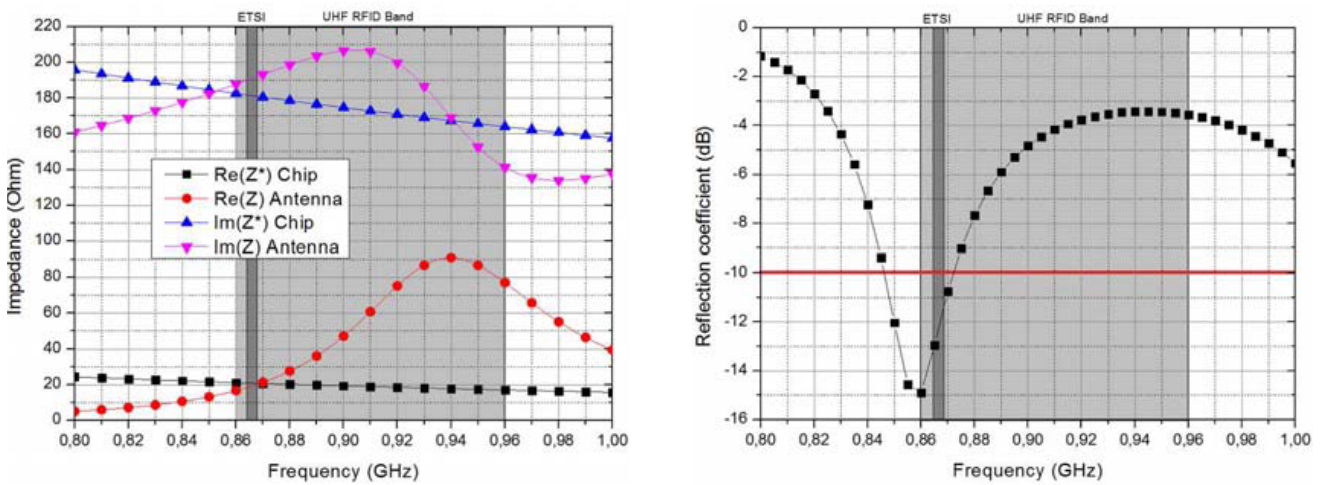 ETSI UHF RFID Band
220
200
180
160
140
120
100
80
60
40
20
0
Impedance (Ohm)
Re(Z*) Chip
Re(Z) Antenna
Im(Z*) Chip
Im(Z) Antenna
0,80 0,82 0,84 0,86 0,88 0,90 0,92 0,94 0,96 0,98 1,00
Frequency (GHz)
ETSI UHF RFID Band
0
-2
-4
-6
-8
-10
-12
-14
-16
Reflection coefficient (dB)
0,80 0,82 0,84 0,86 0,88 0,90 0,92 0,94 0,96 0,98 1,00
Frequency (GHz)